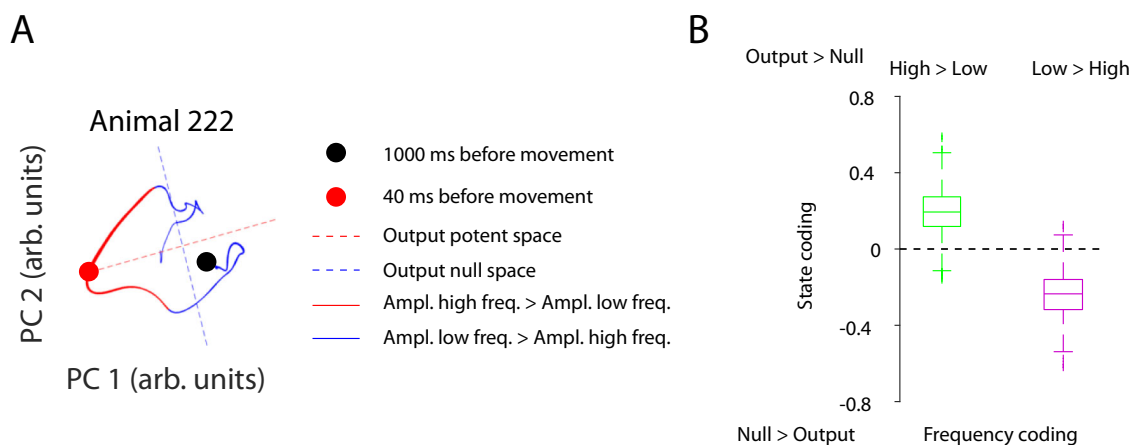 A
Animal 222
PC 2 (arb. units)
PC 1 (arb. units)
1000 ms before movement
40 ms before movement
Output potent space
Output null space
Ampl. high freq. > Ampl. low freq.
Ampl. low freq. > Ampl. high freq.
B
Output > Null
High > Low
Low > High
0.8
0.4
0
-0.4
-0.8
State coding
Null > Output
Frequency coding